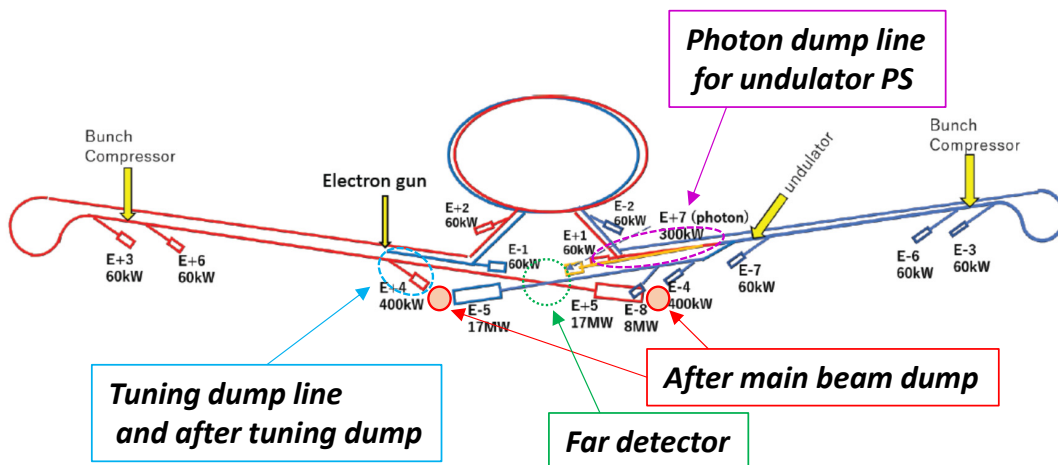 Photon dump line
for undulator PS
Bunch
Compressor
Bunch
Compressor
Electron gun
undulator
E+2
60kW
E-2
60kW
E+7 (photon)
300kW
E+1
60kW
E-1
60kW
E+3
60kW
E+6
60kW
E+4
400kW
E-5
17MW
E+5
17MW
E-8
8MW
E-4
400kW
E-7
60kW
E-6
60kW
E-3
60kW
Tuning dump line
and after tuning dump
Far detector
After main beam dump